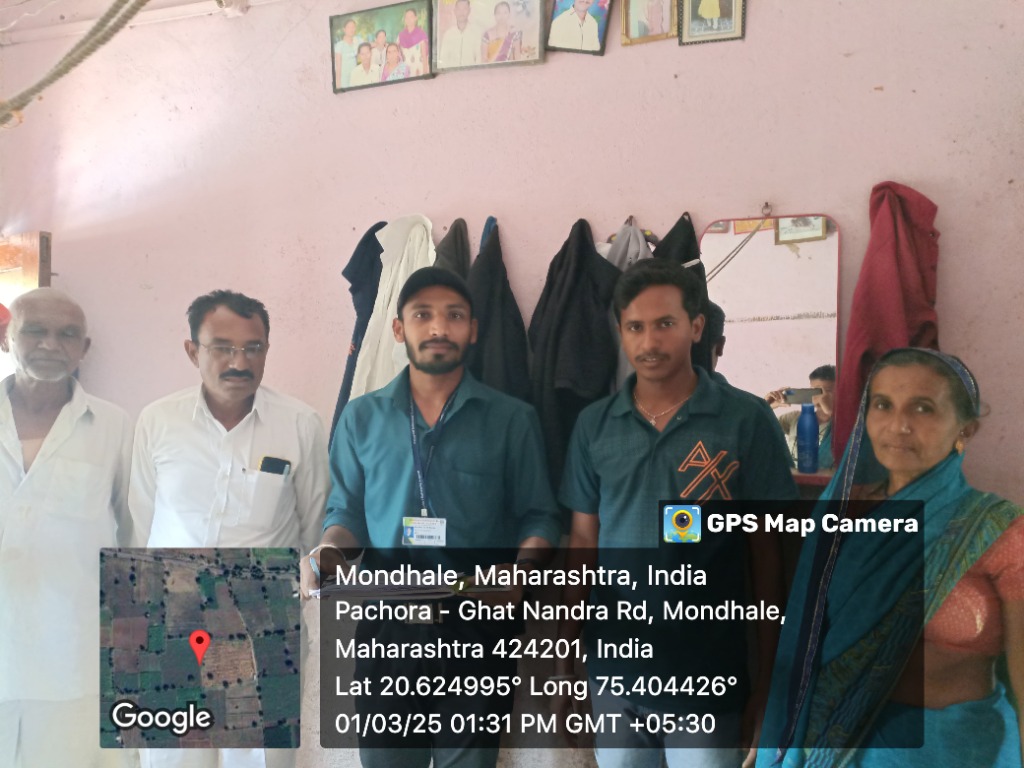 GPS Map Camera
Mondhale, Maharashtra, India
Pachora - Ghat Nandra Rd, Mondhale,
Maharashtra 424201, India
Lat 20.624995° Long 75.404426°
01/03/25 01:31 PM GMT +05:30
Google